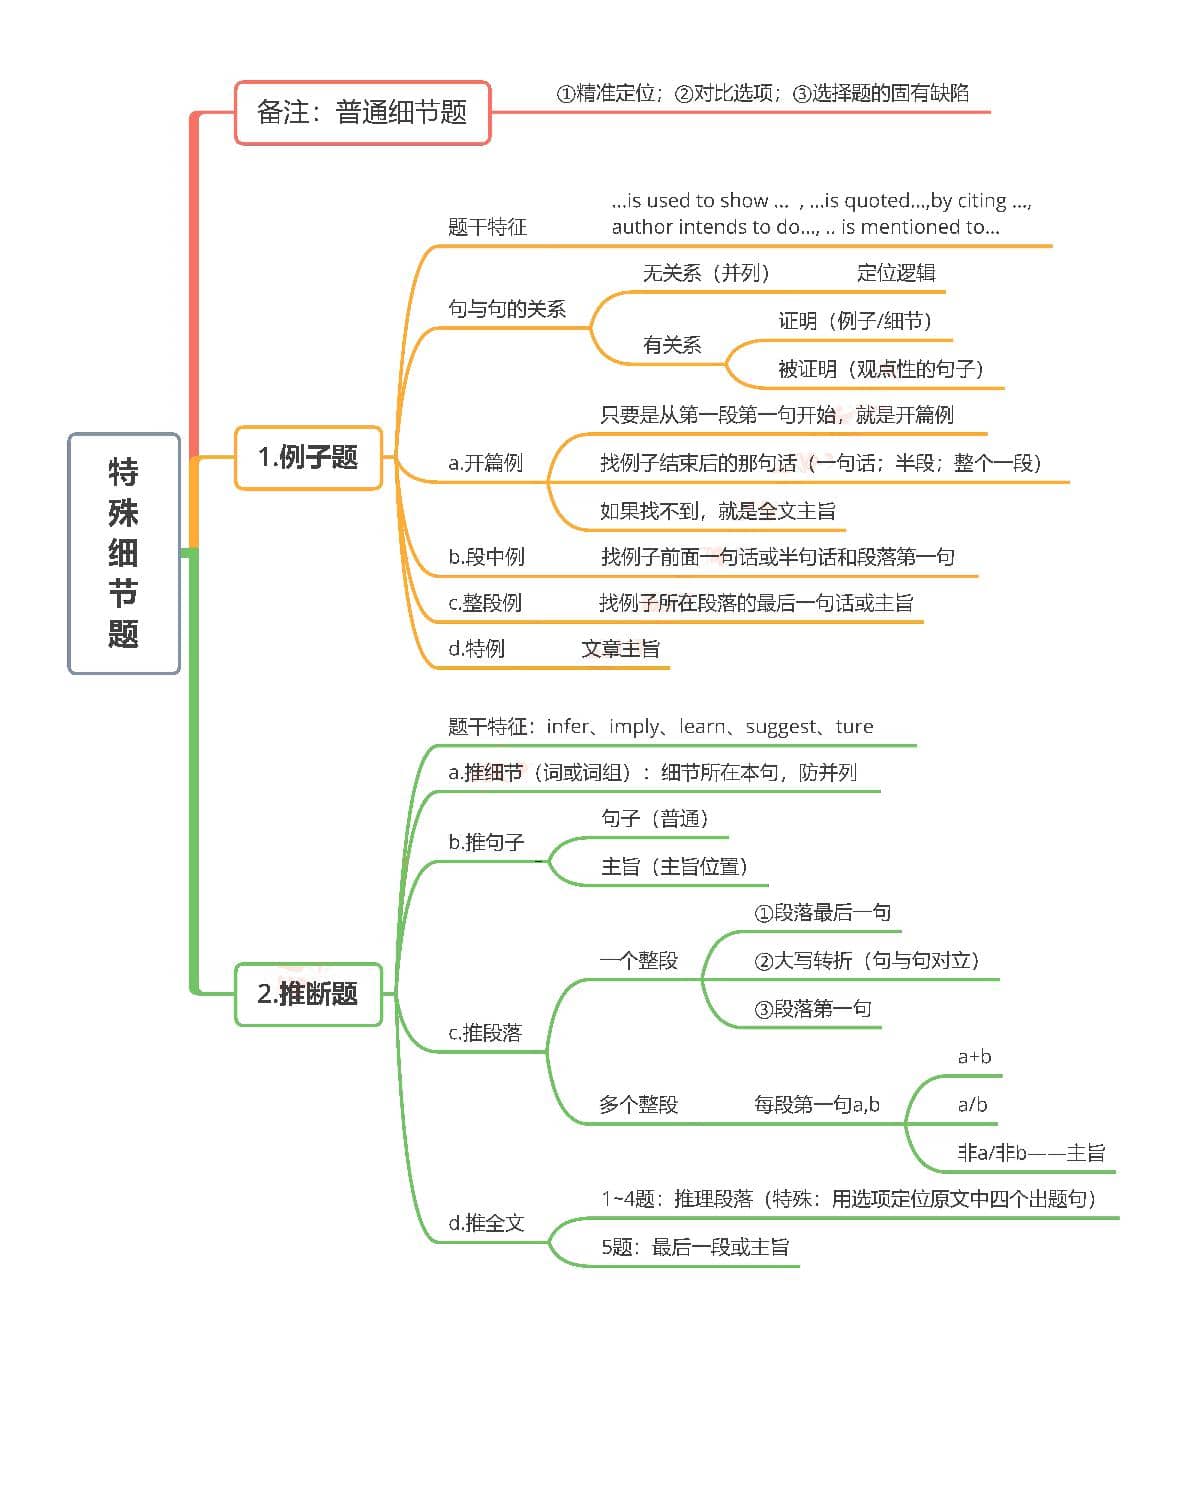 备注：普通细节题
①精准定位；②对比选项；③选择题的固有缺陷
特殊细节题
1.例子题
题干特征
...is used to show ... , ...is quoted...,by citing ...,
author intends to do..., .. is mentioned to...
句与句的关系
无关系（并列）
定位逻辑
有关系
证明（例子/细节）
被证明（观点性的句子）
a.开篇例
只要是从第一段第一句开始，就是开篇例
找例子结束后的那句话（一句话；半段；整个一段）
如果找不到，就是全文主旨
b.段中例
找例子前面一句话或半句话和段落第一句
c.整段例
找例子所在段落的最后一句话或主旨
d.特例
文章主旨
2.推断题
题干特征：infer、imply、learn、suggest、ture
a.推细节（词或词组）：细节所在本句，防并列
b.推句子
句子（普通）
主旨（主旨位置）
c.推段落
一个整段
①段落最后一句
②大写转折（句与句对立）
③段落第一句
多个整段
每段第一句a,b
a+b
a/b
非a/非b——主旨
d.推全文
1~4题：推理段落（特殊：用选项定位原文中四个出题句）
5题：最后一段或主旨